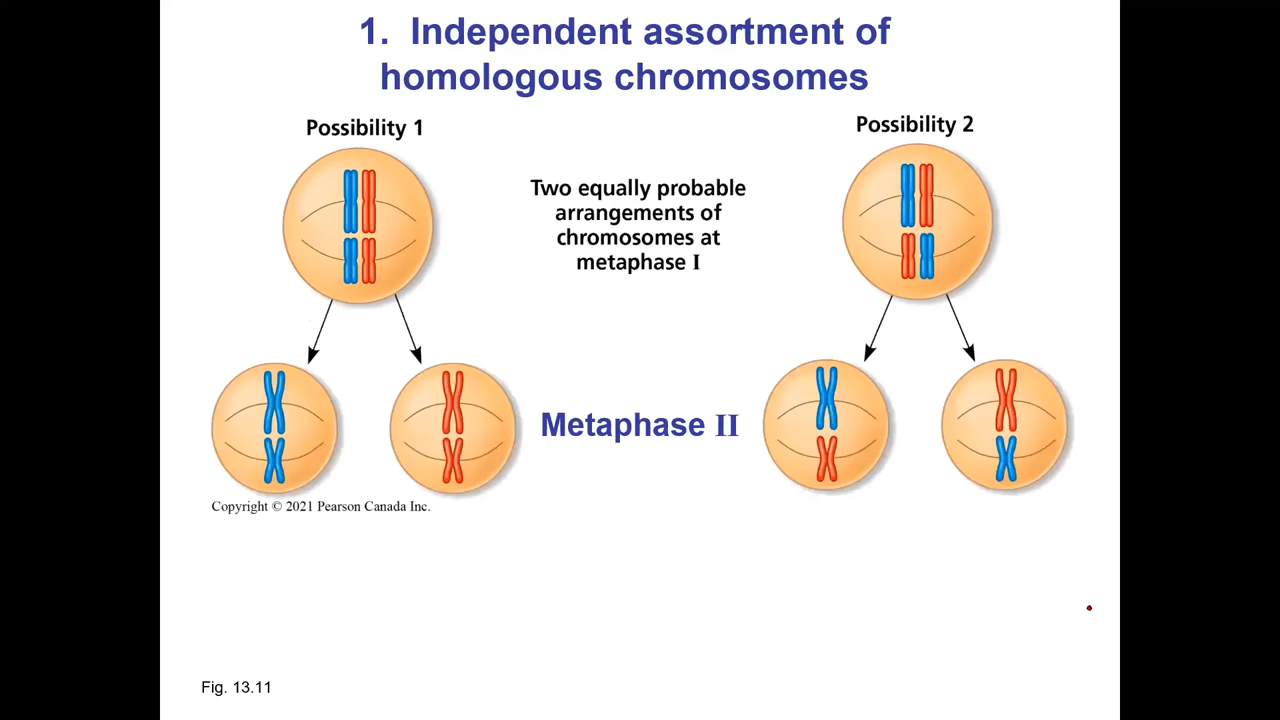 1. Independent assortment of
homologous chromosomes
Possibility 1
Possibility 2
Two equally probable
arrangements of
chromosomes at
metaphase I
Metaphase II
Copyright © 2021 Pearson Canada Inc.
Fig. 13.11